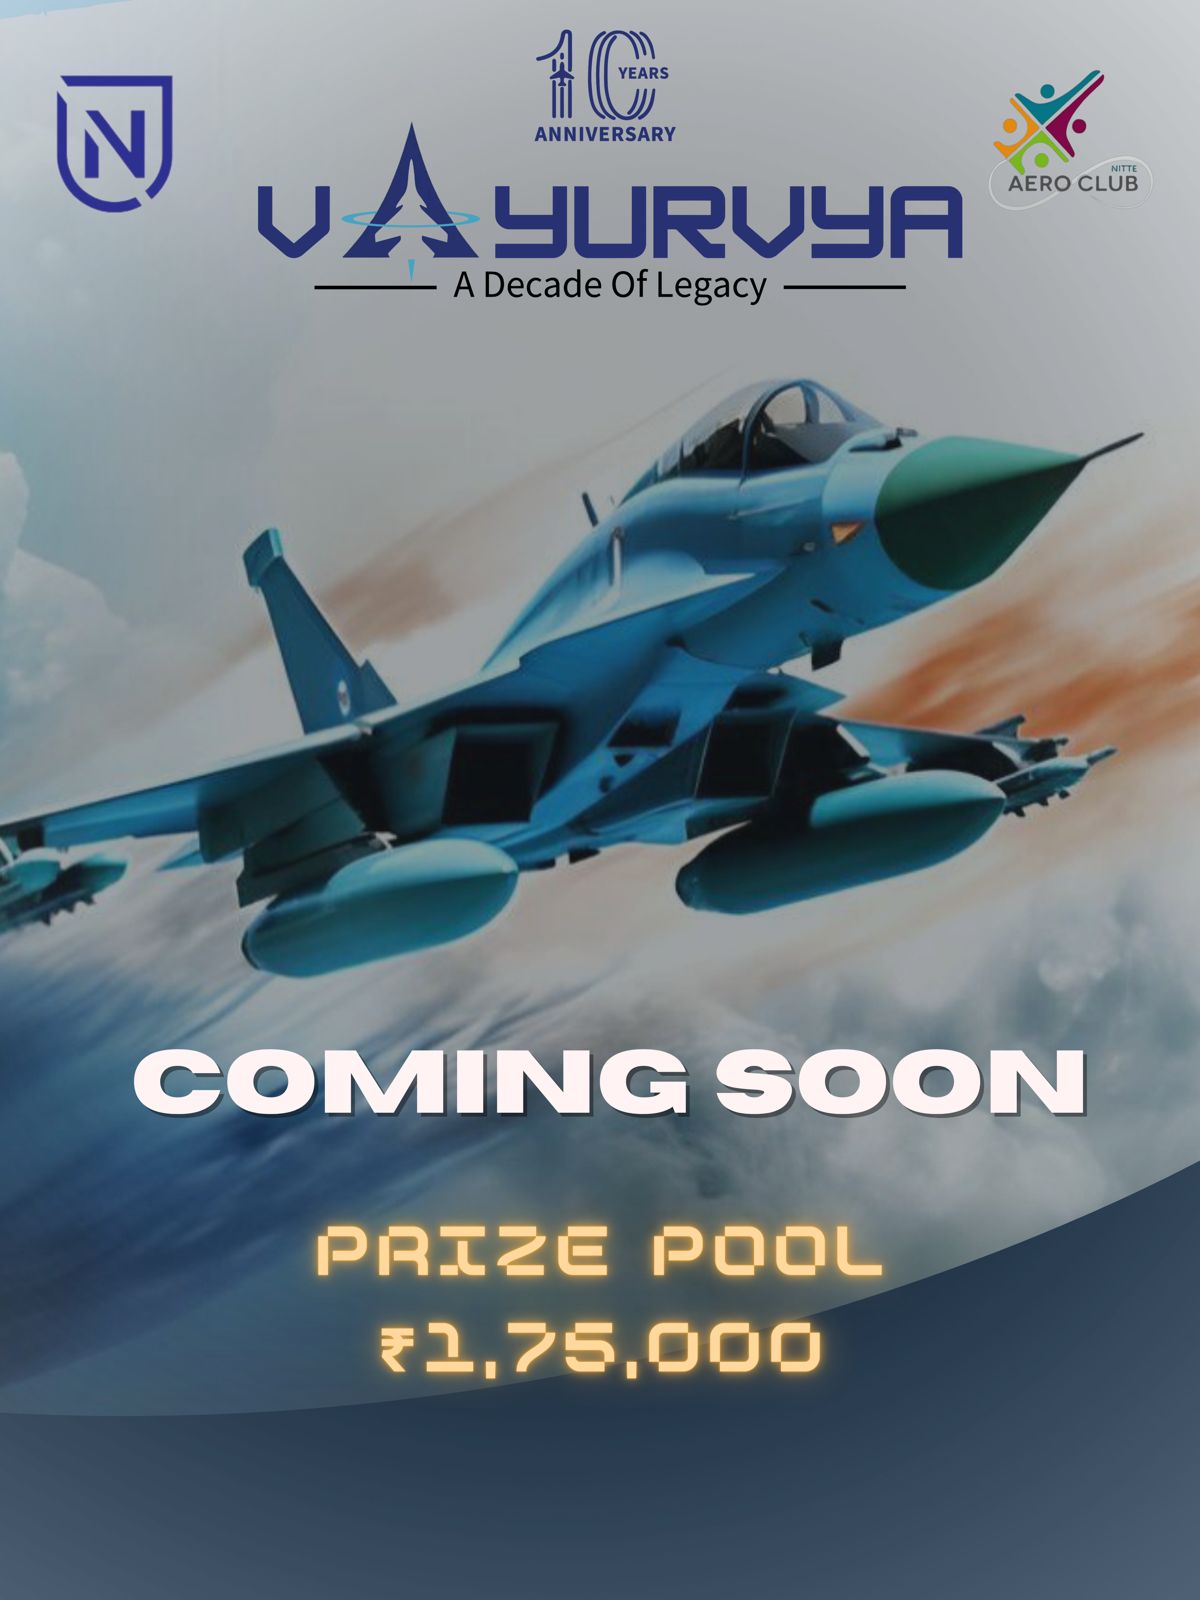 10
YEARS
ANNIVERSARY
N
VAYURVYA
A Decade Of Legacy
NITTE
AERO CLUB
COMING SOON
PRIZE POOL
₹1,75,000